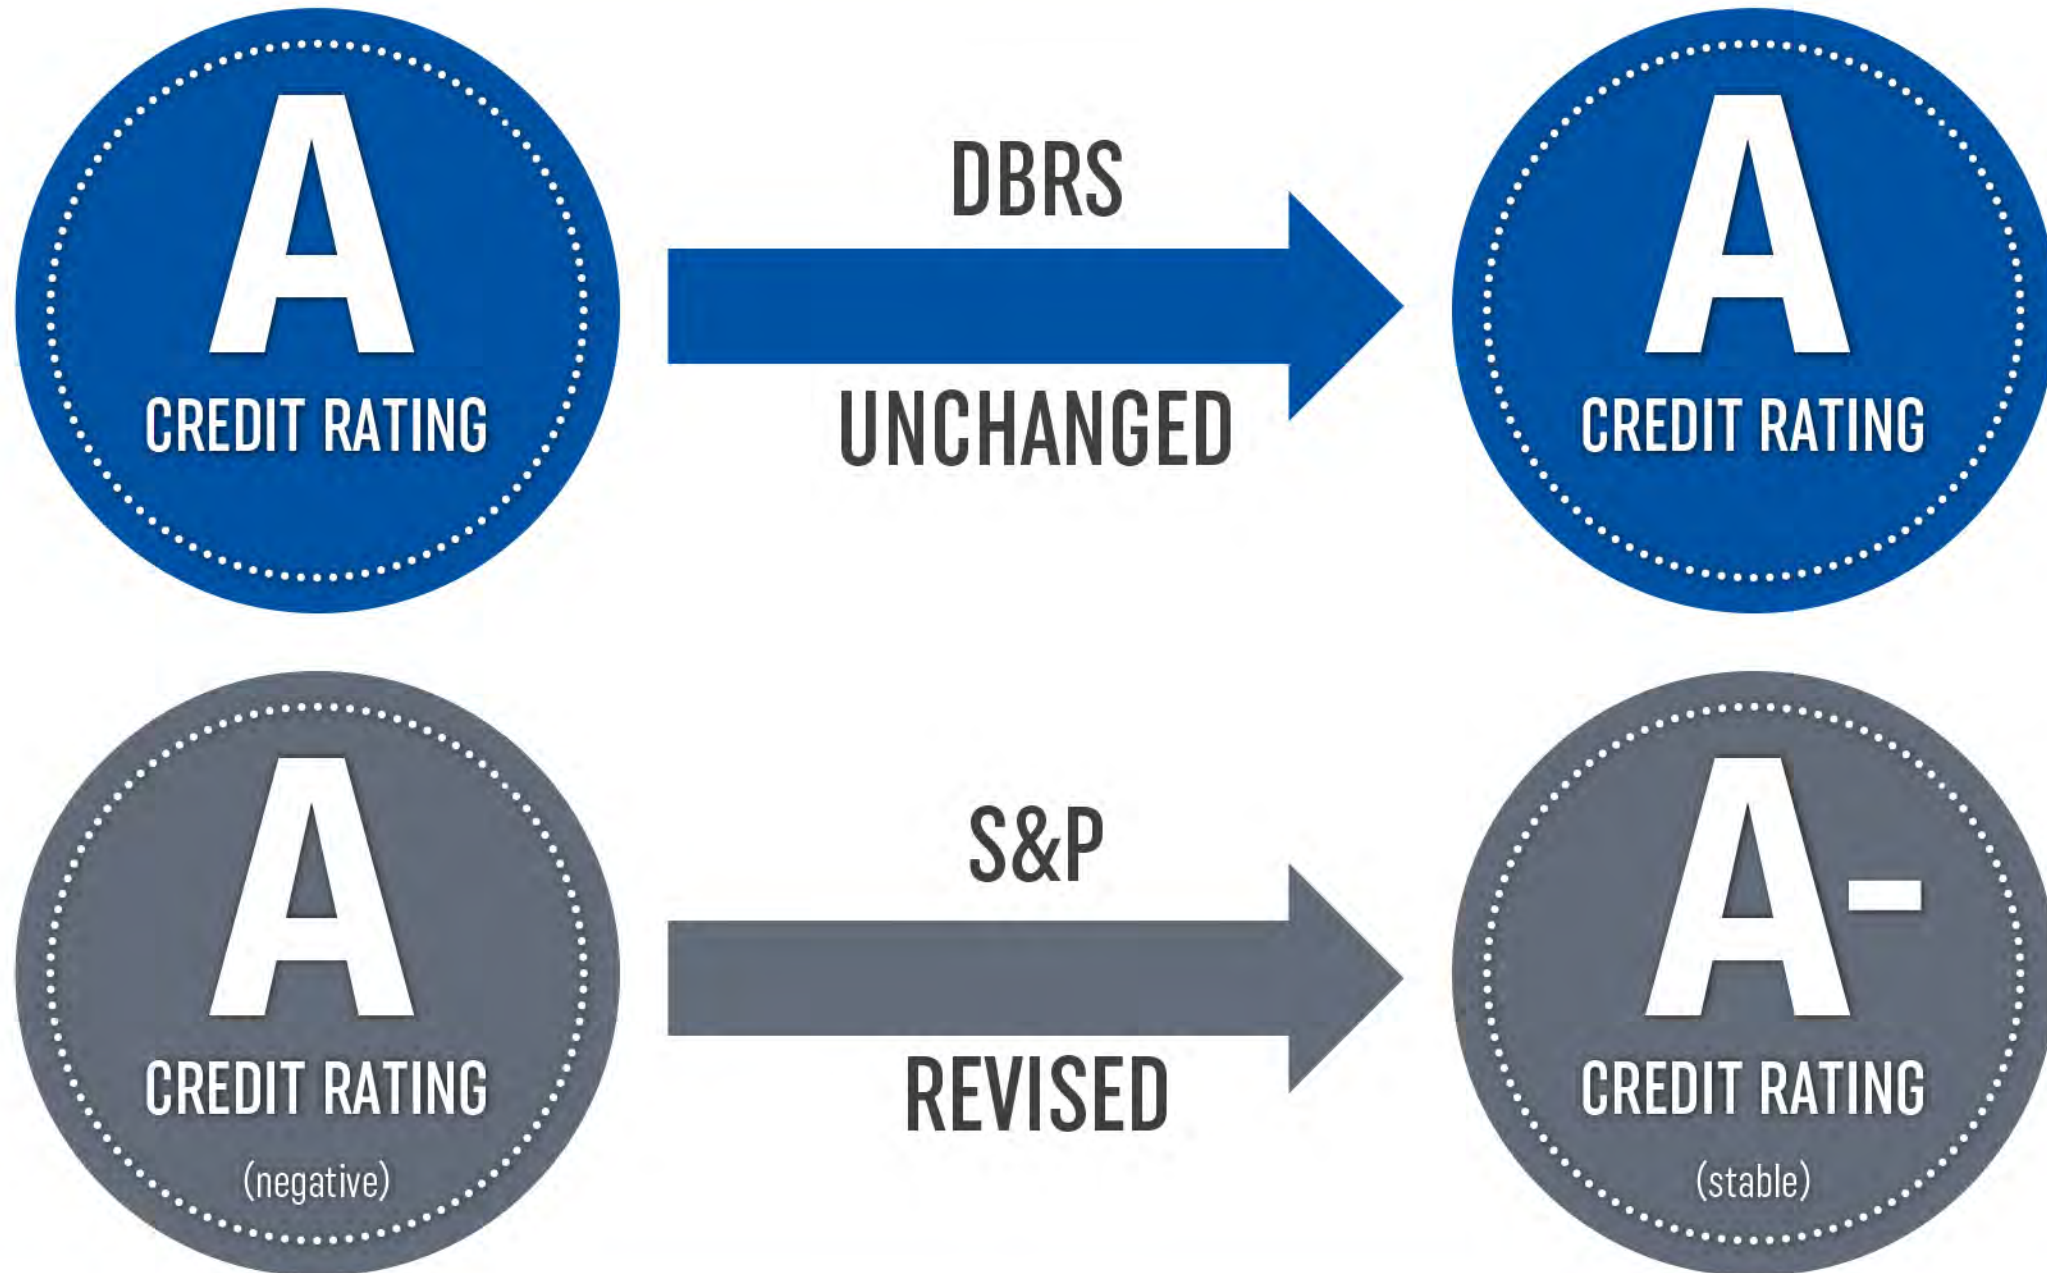 A
CREDIT RATING
DBRS
UNCHANGED
A
CREDIT RATING
A
CREDIT RATING
(negative)
S&P
REVISED
A-
CREDIT RATING
(stable)